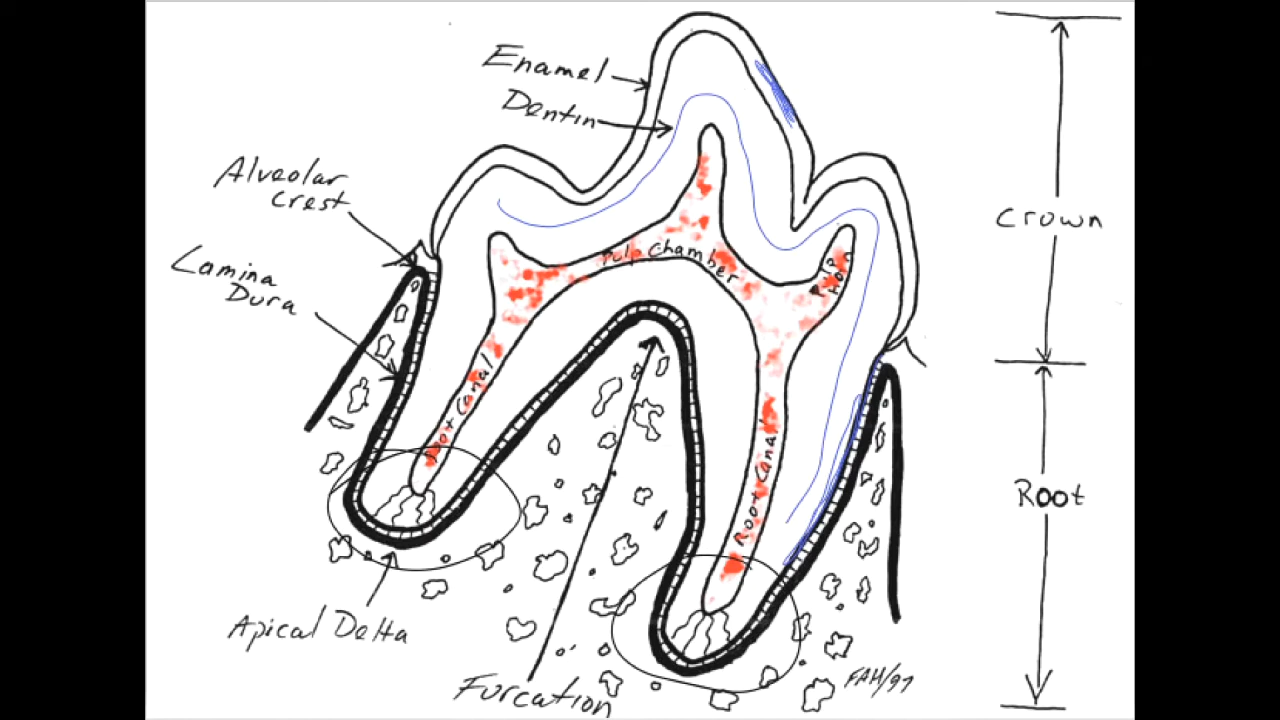 Enamel
Dentin
Alveolar
Crest
Lamina
Dura
Pulp Chamber
Pulp
Horn
Crown
Root Canal
Root Canal
Root
Apical Delta
Furcation
FAH/97